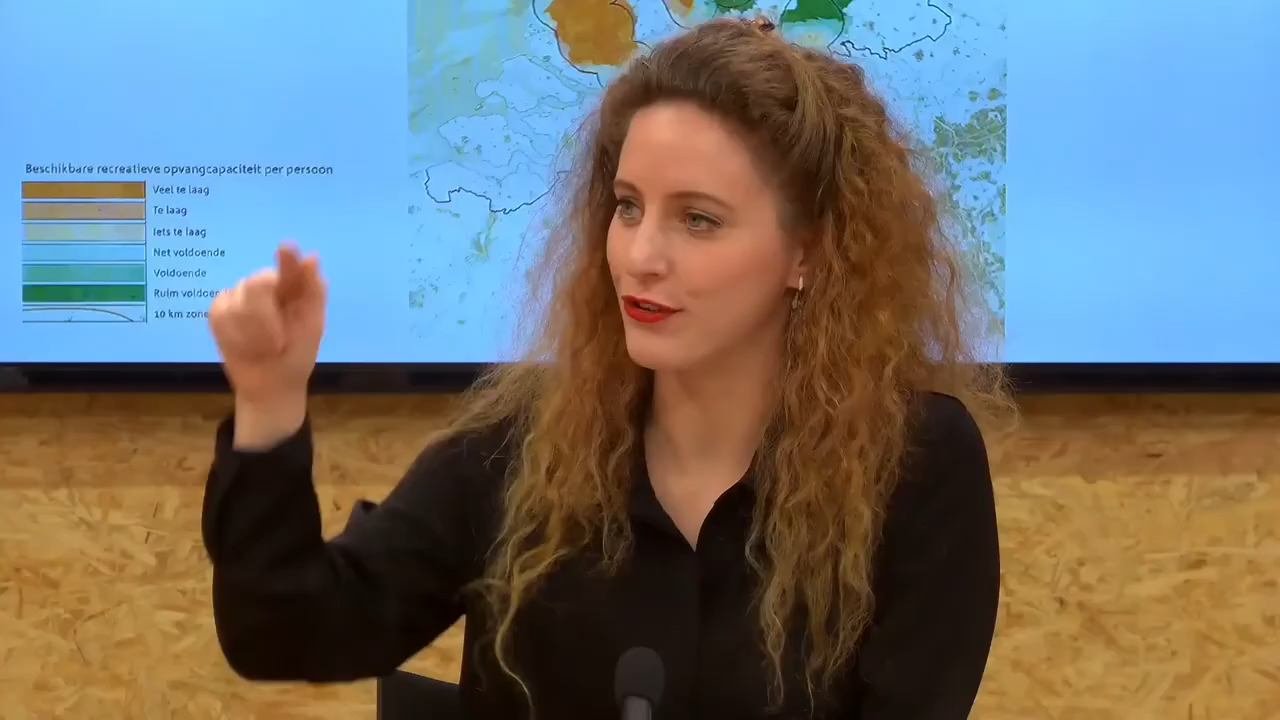 Beschikbare recreatieve opvangcapaciteit per persoon
Veel te laag
Te laag
Iets te laag
Net voldoende
Voldoende
Ruim
10 km zone